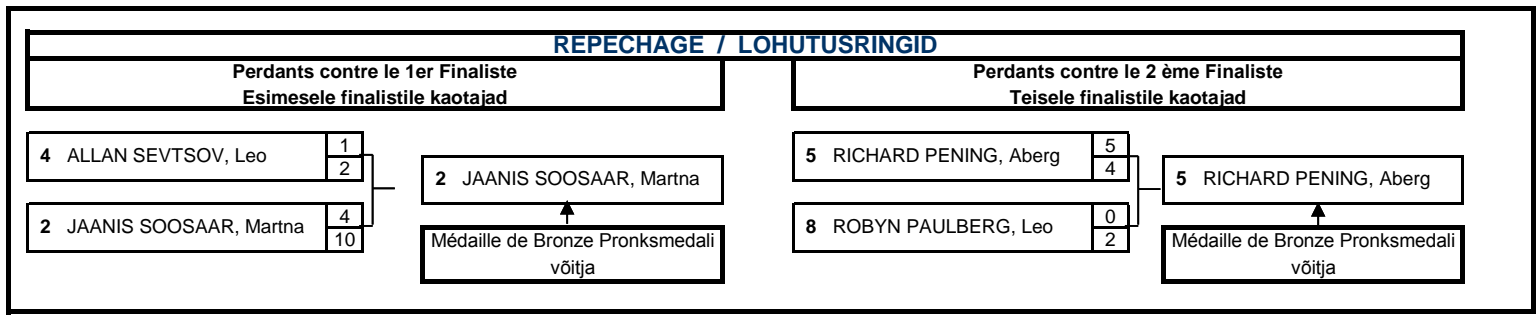 REPECHAGE / LOHUTUSRINGID
Perdants contre le 1er Finaliste
Esimesele finalistile kaotajad
Perdants contre le 2 ème Finaliste
Teisele finalistile kaotajad
4 ALLAN SEVTSOV, Leo
1
2
2 JAANIS SOOSAAR, Martna
4
10
2 JAANIS SOOSAAR, Martna
Médaille de Bronze Pronksmedali
võitja
5 RICHARD PENING, Aberg
5
4
8 ROBYN PAULBERG, Leo
0
2
5 RICHARD PENING, Aberg
Médaille de Bronze Pronksmedali
võitja